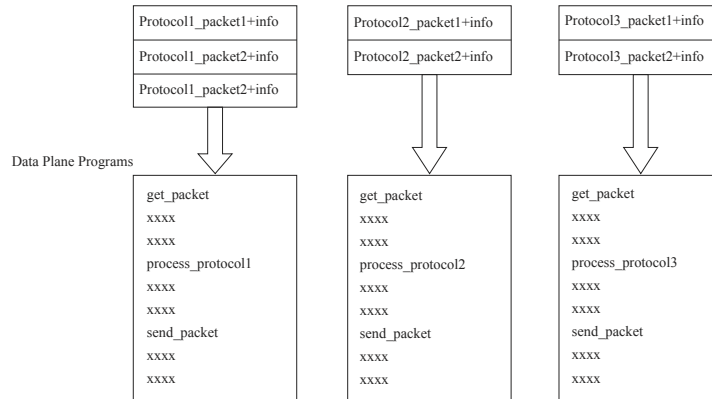 Protocol1_packet1+info
Protocol1_packet2+info
Protocol1_packet2+info
Protocol2_packet1+info
Protocol2_packet2+info
Protocol3_packet1+info
Protocol3_packet2+info
Data Plane Programs
get_packet
xxxx
xxxx
process_protocol1
xxxx
xxxx
send_packet
xxxx
xxxx
get_packet
xxxx
xxxx
process_protocol2
xxxx
xxxx
send_packet
xxxx
xxxx
get_packet
xxxx
xxxx
process_protocol3
xxxx
xxxx
send_packet
xxxx
xxxx